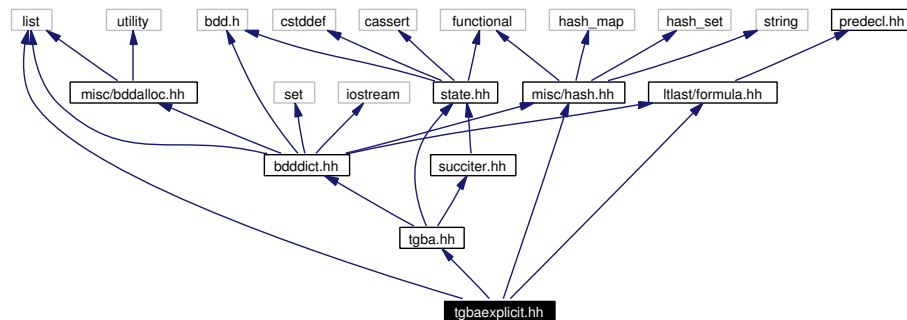 list
utility
bdd.h
cstddef
cassert
functional
hash_map
hash_set
string
predecl.hh
misc/bddalloc.hh
set
iostream
state.hh
misc/hash.hh
ltlast/formula.hh
bdddict.hh
succiter.hh
tgba.hh
tgbaexplicit.hh